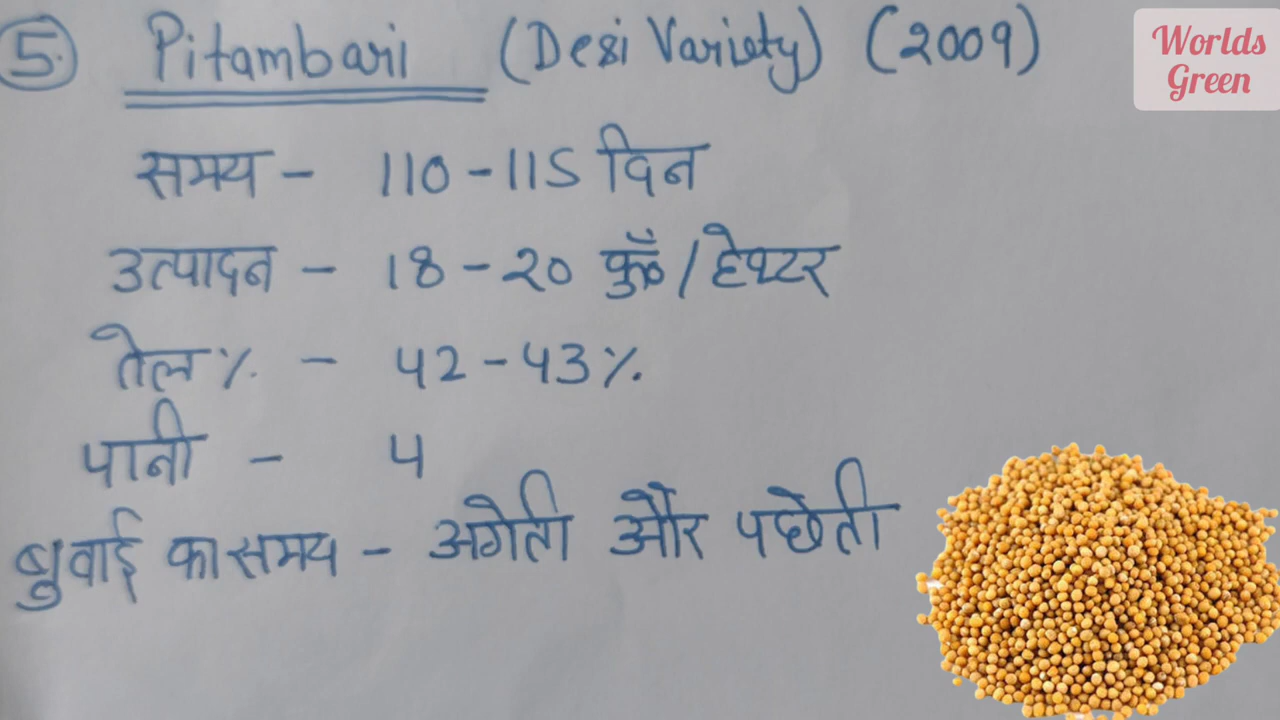 5. Pitambari (Desi Variety) (2009)
Worlds
Green
समय - 110-115 दिन
उत्पादन - 18-20 कुॅं/हेक्टर
तेल % - 42-43%
पानी - 4
बुवाई का समय - अगेती और पछेती